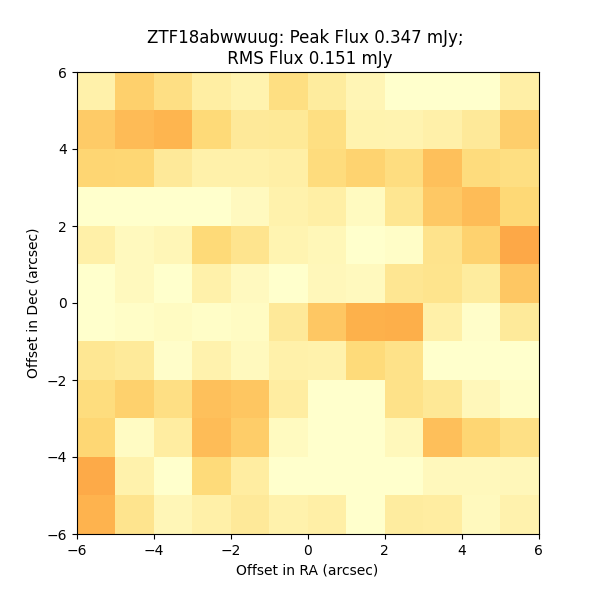 ZTF18abwwuug: Peak Flux 0.347 mJy;
RMS Flux 0.151 mJy
6
4
2
0
−2
−4
−6
Offset in Dec (arcsec)
−6 −4 −2 0 2 4 6
Offset in RA (arcsec)